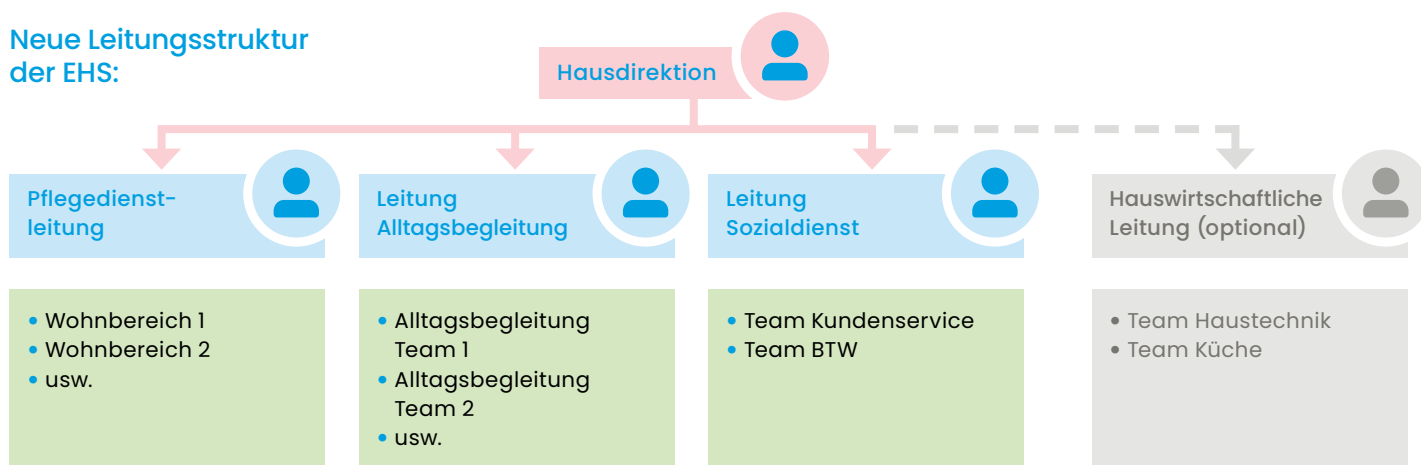 Neue Leitungsstruktur
der EHS:
Hausdirektion
Pflegedienst-
leitung
Leitung
Alltagsbegleitung
Leitung
Sozialdienst
Hauswirtschaftliche
Leitung (optional)
• Wohnbereich 1
• Wohnbereich 2
• usw.
• Alltagsbegleitung
Team 1
• Alltagsbegleitung
Team 2
• usw.
• Team Kundenservice
• Team BTW
• Team Haustechnik
• Team Küche